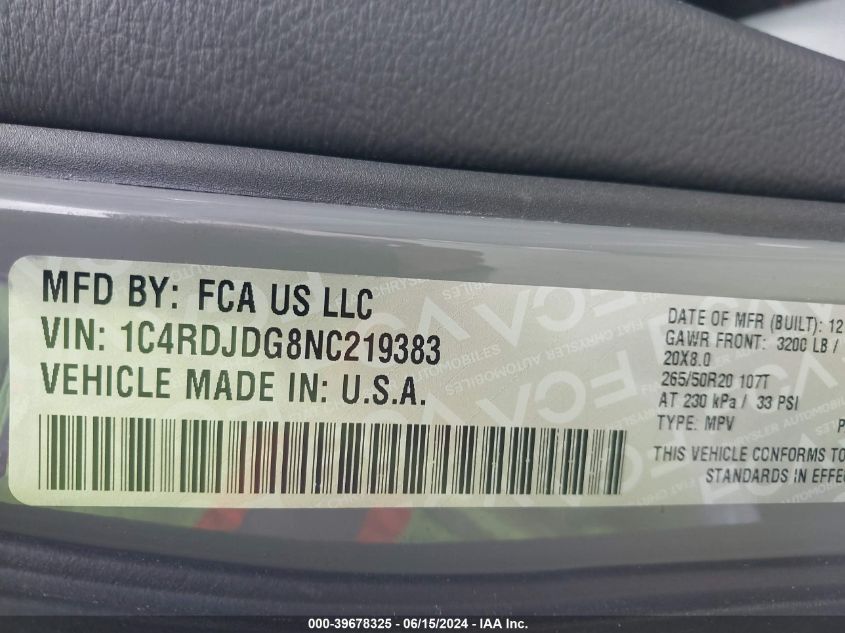 MFD BY: FCA US LLC
VIN: 1C4RDJDG8NC219383
VEHICLE MADE IN: U.S.A.
DATE OF MFR (BUILT): 12
GAWR FRONT: 3200 LB /
20X8.0
265/50R20 107T
AT 230 kPa / 33 PSI
TYPE: MPV P
THIS VEHICLE CONFORMS TO
STANDARDS IN EFFE
000-39678325 - 06/15/2024 - IAA Inc.